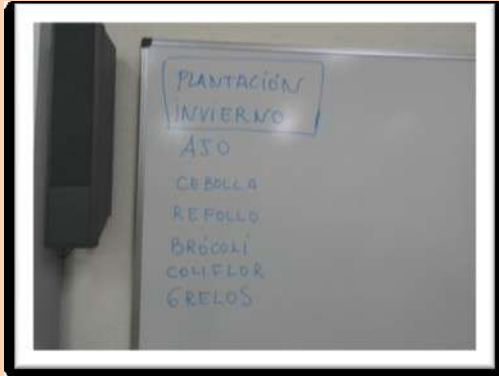 PLANTACIÓN
INVIERNO
AJO
CEBOLLA
REPOLLO
BRÓCOLI
COLIFLOR
GRELOS